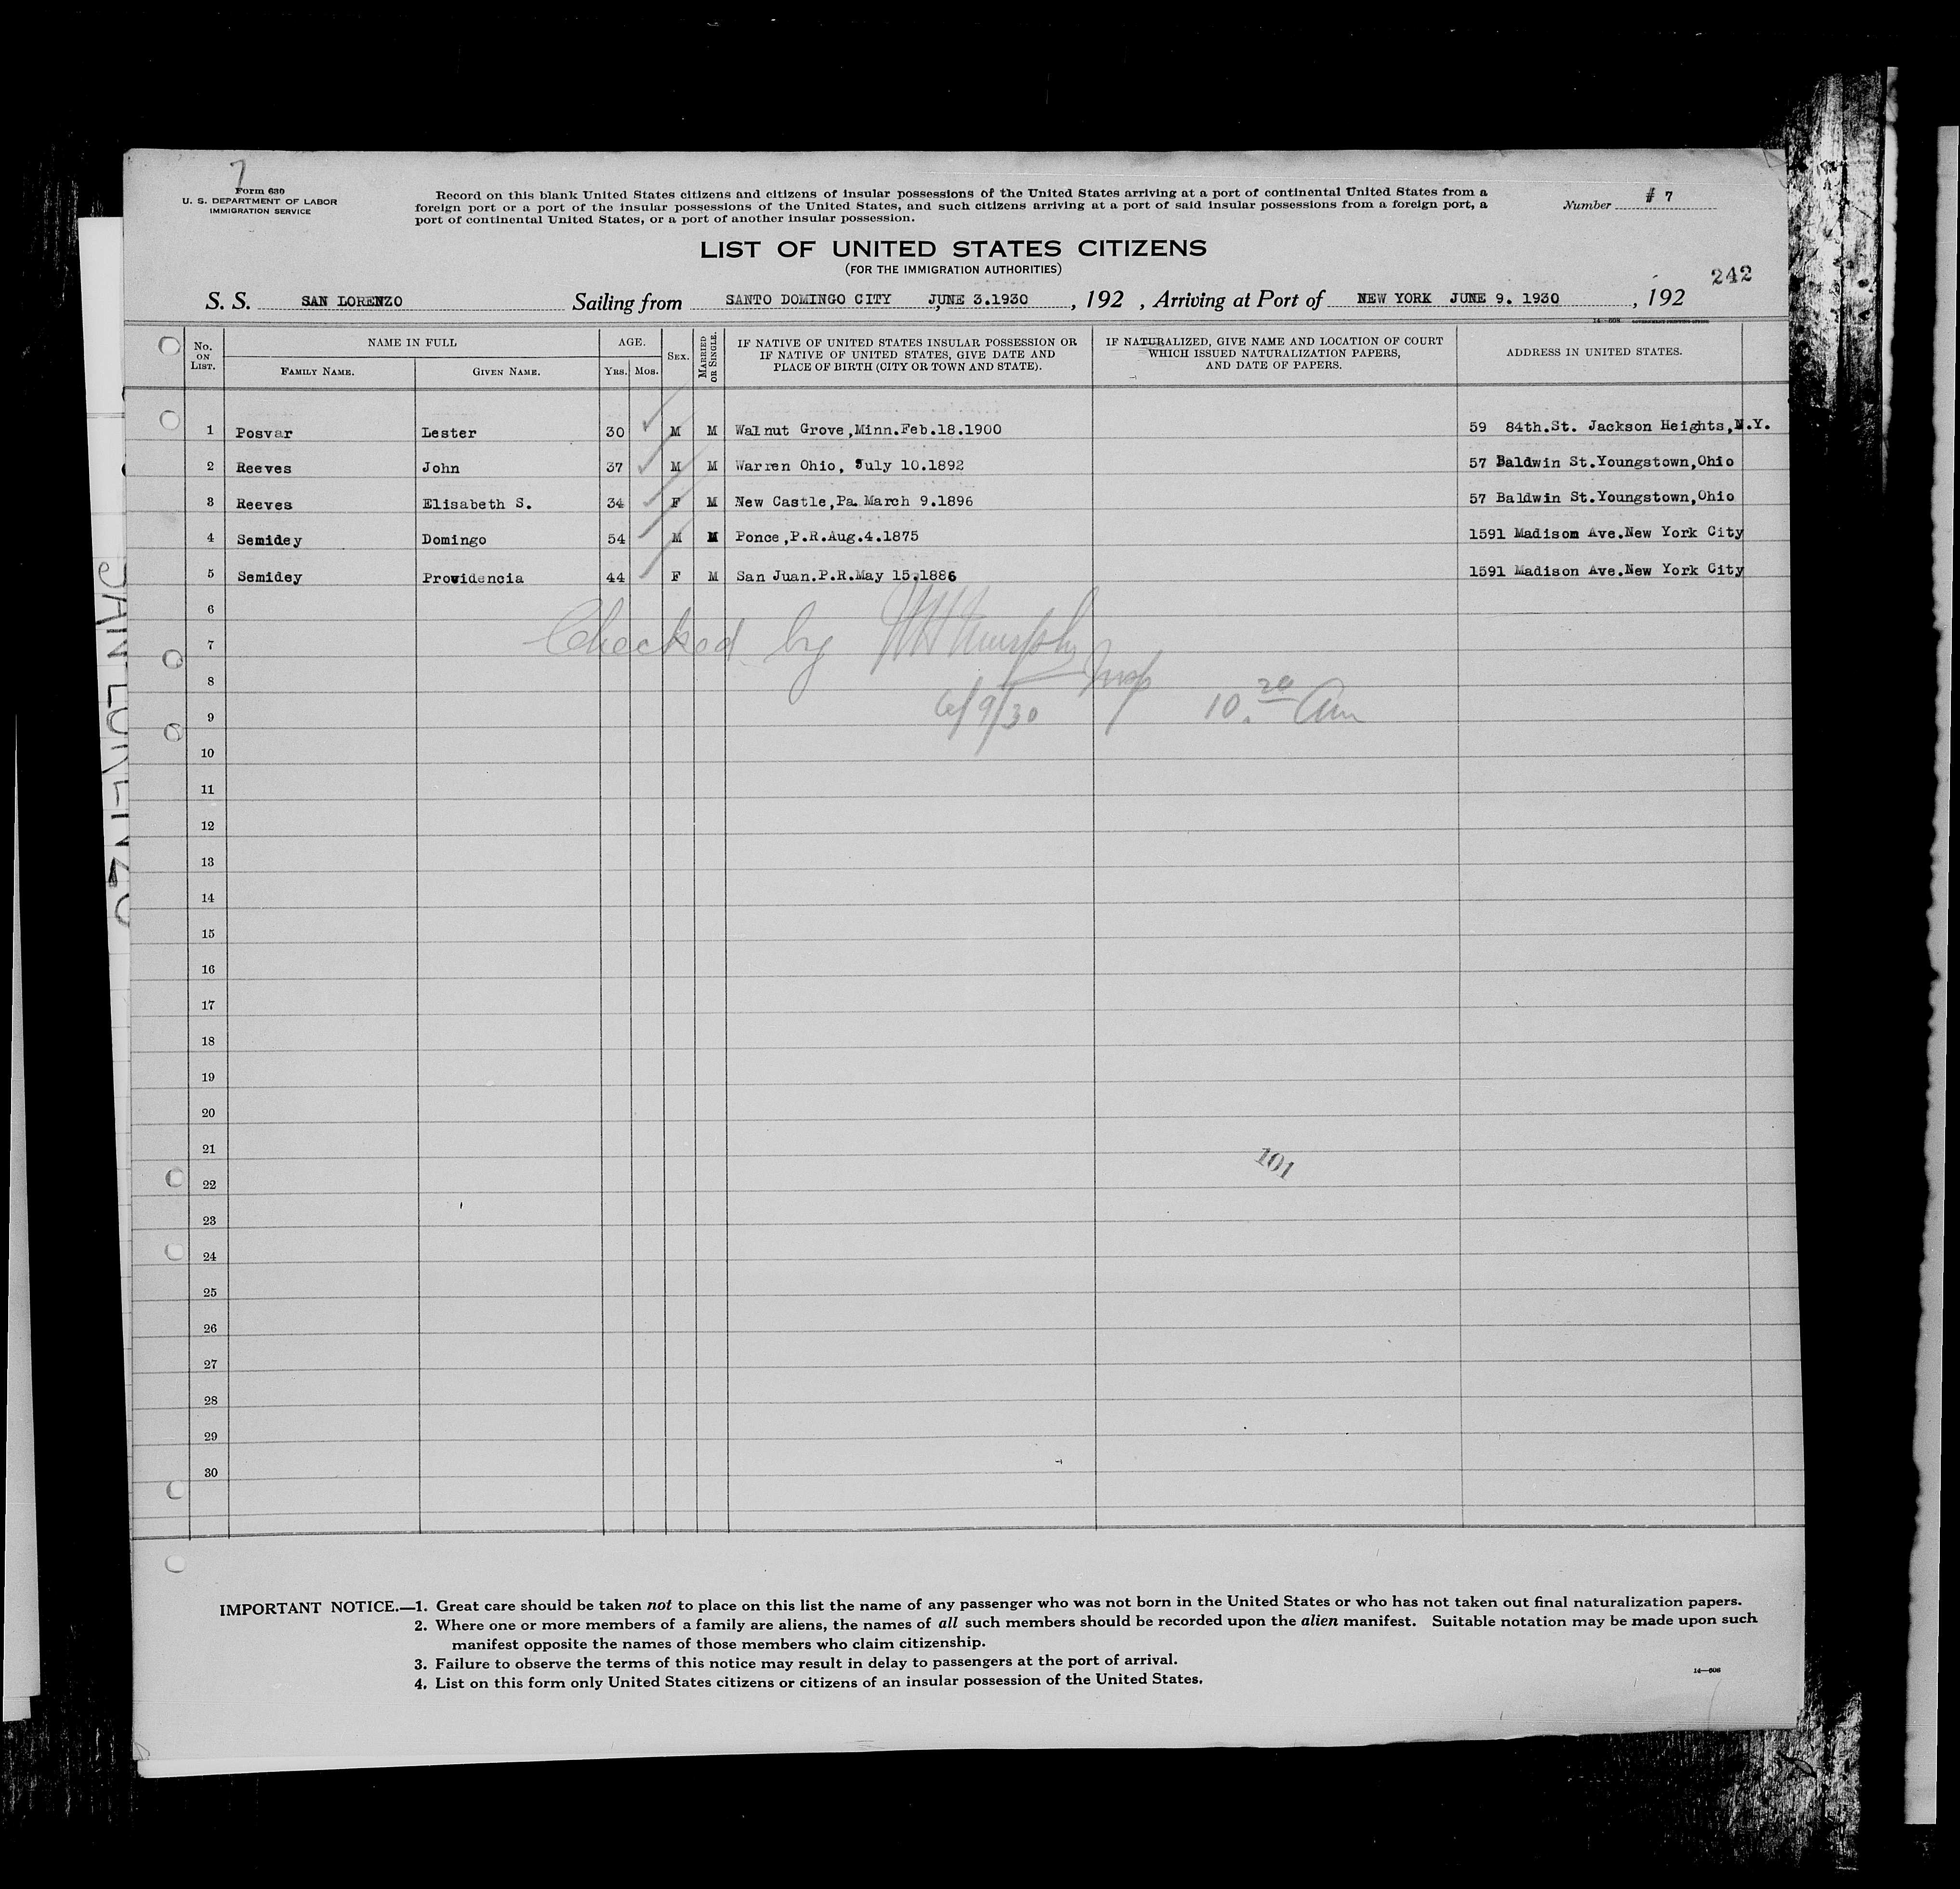 7
Form 630
U. S. DEPARTMENT OF LABOR
IMMIGRATION SERVICE
Record on this blank United States citizens and citizens of insular possessions of the United States arriving at a port of continental United States from a
foreign port or a port of the insular possessions of the United States, and such citizens arriving at a port of said insular possessions from a foreign port, a
port of continental United States, or a port of another insular possession.
Number # 7
LIST OF UNITED STATES CITIZENS
(FOR THE IMMIGRATION AUTHORITIES)
242
S. S. SAN LORENZO Sailing from SANTO DOMINGO CITY JUNE 3.1930, 192 , Arriving at Port of NEW YORK JUNE 9. 1930, 192
No. ON LIST. NAME IN FULL FAMILY NAME. GIVEN NAME. AGE. YRS. MOS. SEX. MARRIED OR SINGLE. IF NATIVE OF UNITED STATES INSULAR POSSESSION OR IF NATIVE OF UNITED STATES, GIVE DATE AND PLACE OF BIRTH (CITY OR TOWN AND STATE). IF NATURALIZED, GIVE NAME AND LOCATION OF COURT WHICH ISSUED NATURALIZATION PAPERS, AND DATE OF PAPERS. ADDRESS IN UNITED STATES.
1 Posvar Lester 30 M M Walnut Grove,Minn.Feb.18.1900 59 84th.St. Jackson Heights,N.Y.
2 Reeves John 37 M M Warren Ohio, July 10.1892 57 Baldwin St.Youngstown,Ohio
3 Reeves Elisabeth S. 34 F M New Castle,Pa. March 9.1896 57 Baldwin St.Youngstown,Ohio
4 Semidey Domingo 54 M M Ponce,P.R.Aug.4.1875 1591 Madison Ave.New York City
5 Semidey Providencia 44 F M San Juan.P.R.May 15.1886 1591 Madison Ave.New York City
6
7 Checked by Murphy
8 Insp
9 6/9/30 10.20 Am
10
11
12
13
14
15
16
17
18
19
20
21
101
22
23
24
25
26
27
28
29
30
IMPORTANT NOTICE.—1. Great care should be taken not to place on this list the name of any passenger who was not born in the United States or who has not taken out final naturalization papers.
2. Where one or more members of a family are aliens, the names of all such members should be recorded upon the alien manifest. Suitable notation may be made upon such
manifest opposite the names of those members who claim citizenship.
3. Failure to observe the terms of this notice may result in delay to passengers at the port of arrival.
4. List on this form only United States citizens or citizens of an insular possession of the United States.
14—608
SAN LORENZO